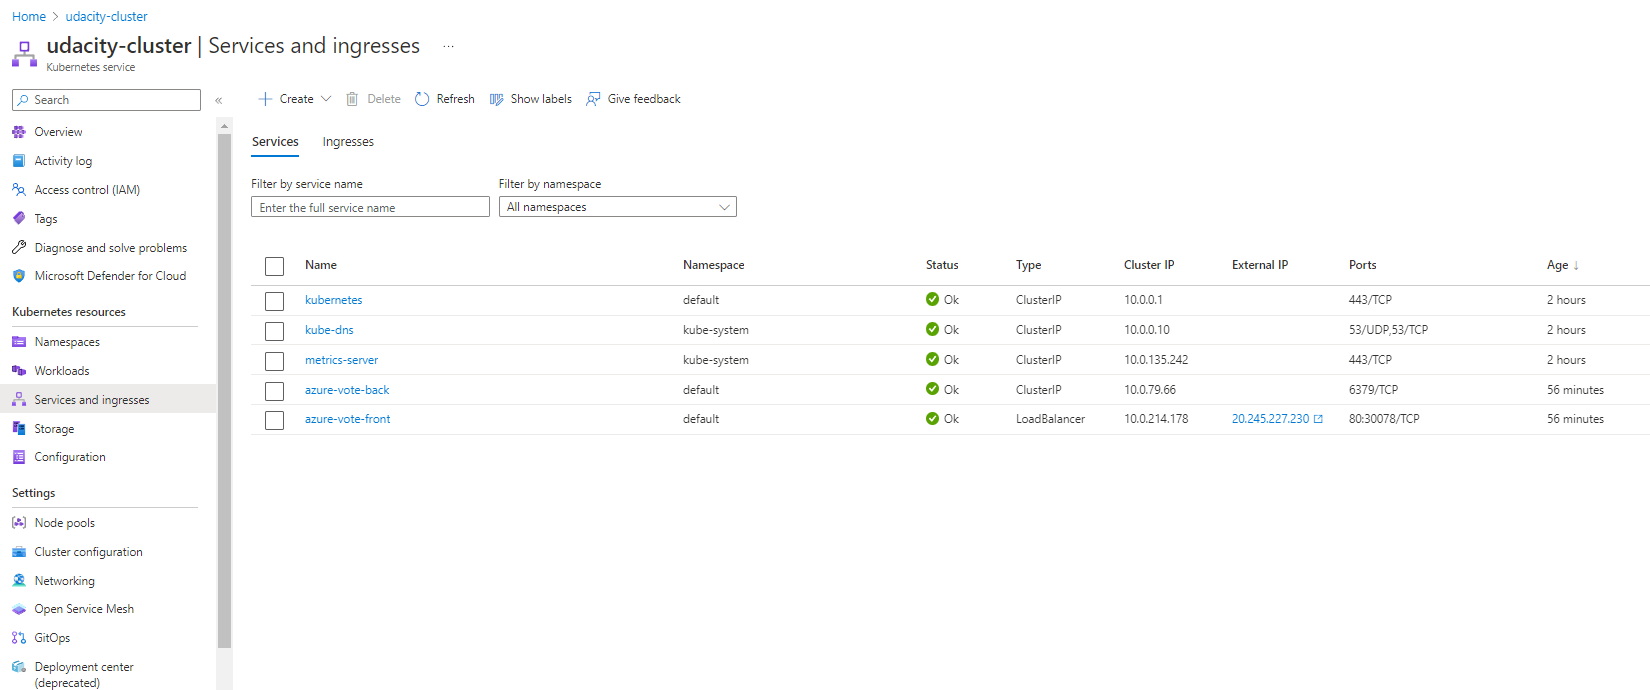 Home > udacity-cluster
udacity-cluster | Services and ingresses ...
Kubernetes service
Search «
Overview
Activity log
Access control (IAM)
Tags
Diagnose and solve problems
Microsoft Defender for Cloud
Kubernetes resources
Namespaces
Workloads
Services and ingresses
Storage
Configuration
Settings
Node pools
Cluster configuration
Networking
Open Service Mesh
GitOps
Deployment center
(deprecated)
Create Delete Refresh Show labels Give feedback
Services Ingresses
Filter by service name Filter by namespace
Enter the full service name All namespaces
Name Namespace Status Type Cluster IP External IP Ports Age ↓
kubernetes default Ok ClusterIP 10.0.0.1 443/TCP 2 hours
kube-dns kube-system Ok ClusterIP 10.0.0.10 53/UDP,53/TCP 2 hours
metrics-server kube-system Ok ClusterIP 10.0.135.242 443/TCP 2 hours
azure-vote-back default Ok ClusterIP 10.0.79.66 6379/TCP 56 minutes
azure-vote-front default Ok LoadBalancer 10.0.214.178 20.245.227.230 80:30078/TCP 56 minutes